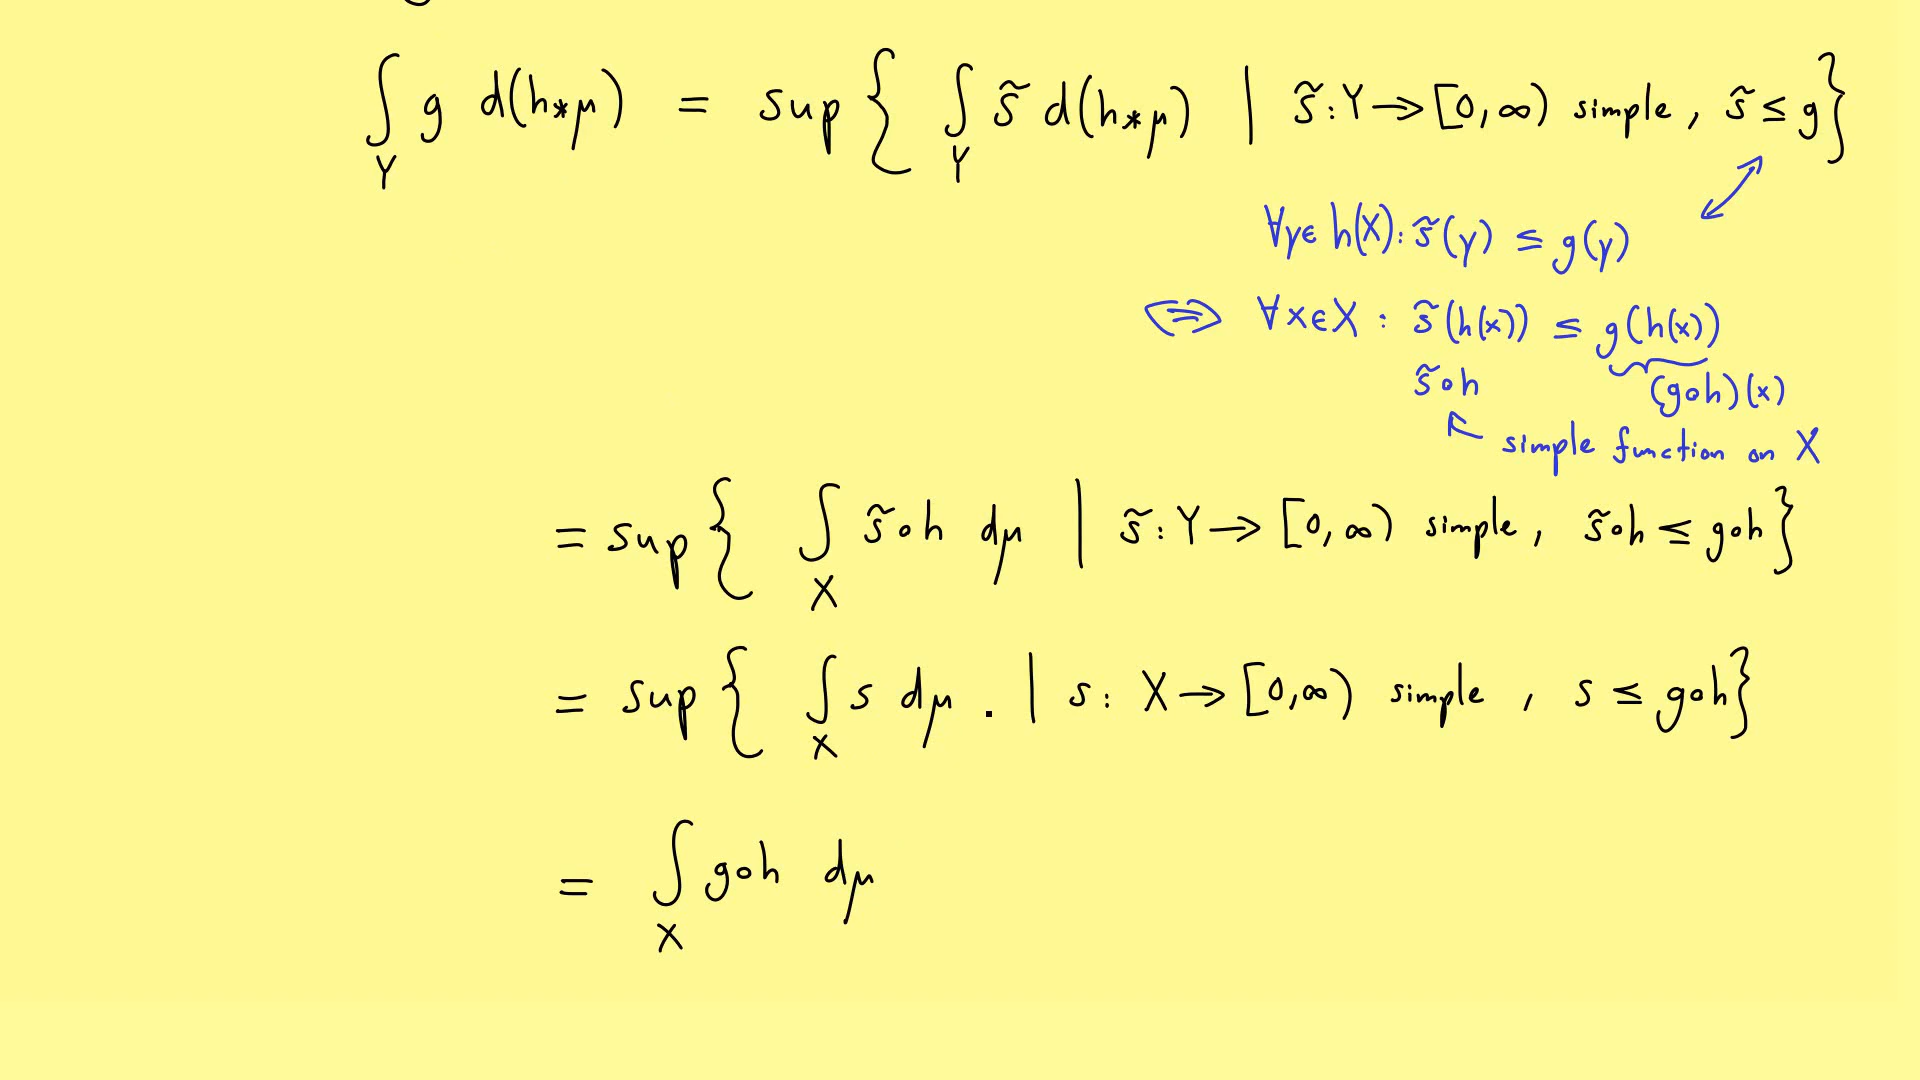 ∫_Y g d(h_*μ) = sup{ ∫_Y s̃ d(h_*μ) | s̃ : Y → [0,∞) simple, s̃ ≤ g}
∀y∈ h(X): s̃(y) ≤ g(y)
⇔ ∀x∈X : s̃(h(x)) ≤ g(h(x))
s̃∘h (g∘h)(x)
simple function on X
= sup{ ∫_X s̃∘h dμ | s̃ : Y → [0,∞) simple, s̃∘h ≤ g∘h}
= sup{ ∫_X s dμ . | s : X → [0,∞) simple , s ≤ g∘h}
= ∫_X g∘h dμ